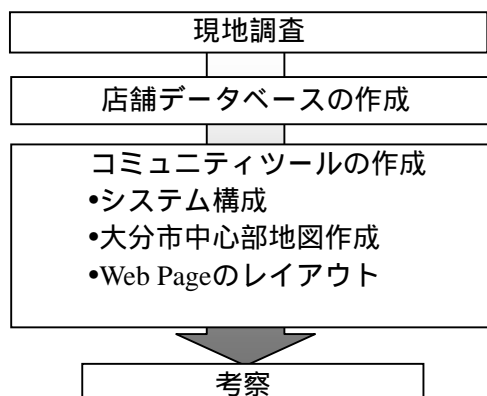 現地調査
店舗データベースの作成
コミュニティツールの作成
•システム構成
•大分市中心部地図作成
•Web Pageのレイアウト
考察